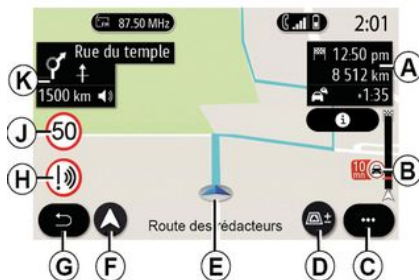 87.50 MHz
2:01
Rue du temple
1500 km
12.50 pm
8 512 km
1:35
K
A
J
50
i
H
10
mn
B
Route des rédacteurs
G
F
E
D
C